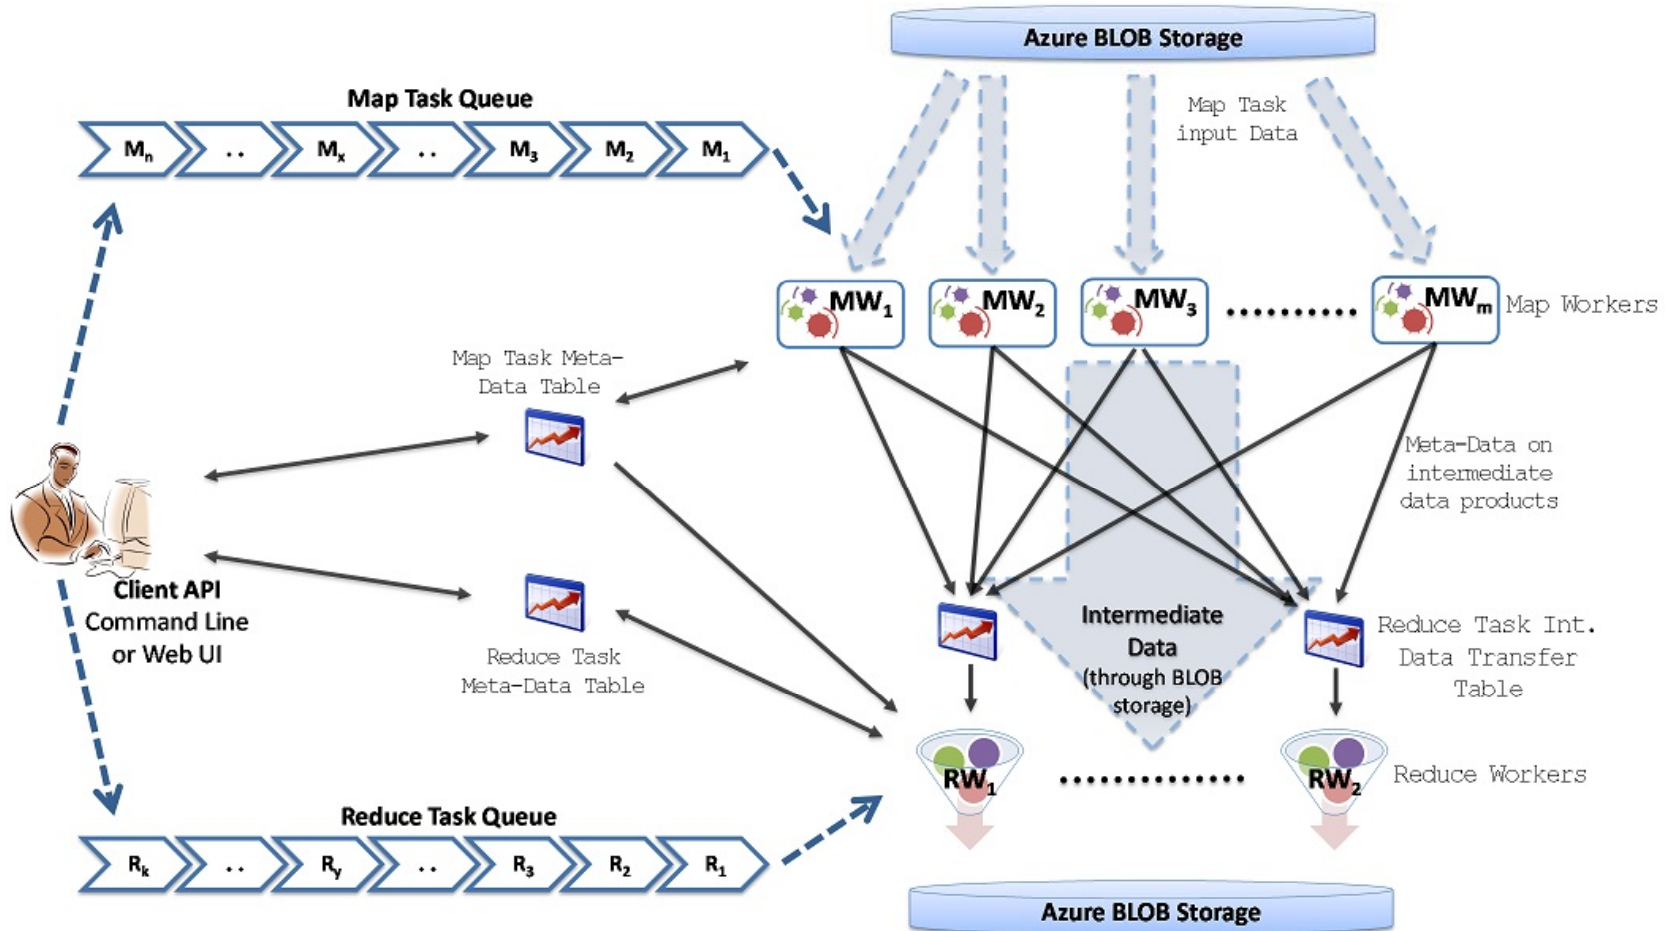 Azure BLOB Storage
Map Task Queue
Mn
..
Mx
..
M3
M2
M1
Map Task
input Data
MW1
MW2
MW3
MWm
Map Workers
Map Task Meta-
Data Table
Meta-Data on
intermediate
data products
Client API
Command Line
or Web UI
Reduce Task
Meta-Data Table
Intermediate
Data
(through BLOB
storage)
Reduce Task Int.
Data Transfer
Table
RW1
RW2
Reduce Workers
Reduce Task Queue
Rk
..
Ry
..
R3
R2
R1
Azure BLOB Storage